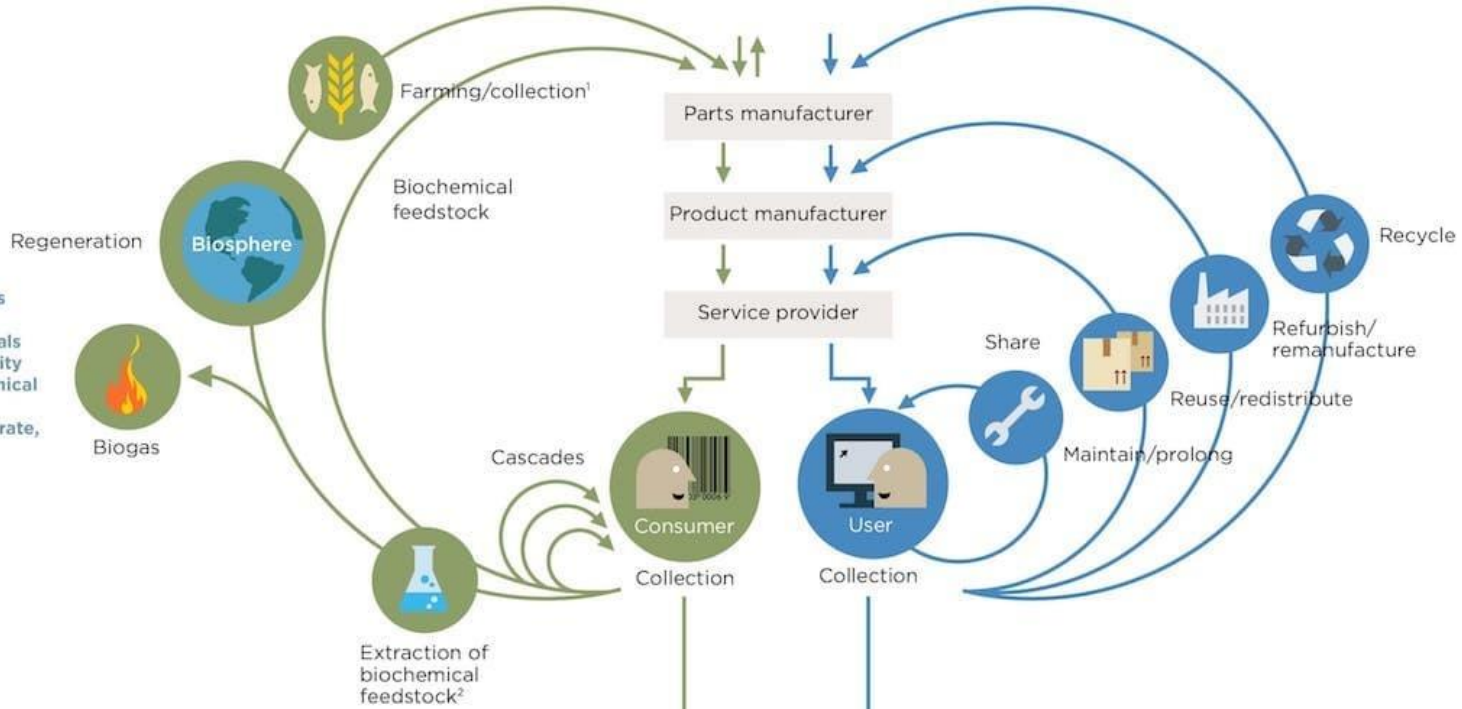 Farming/collection¹
Parts manufacturer
Biochemical
feedstock
Product manufacturer
Regeneration
Biosphere
Recycle
Service provider
Share
Refurbish/
remanufacture
Reuse/redistribute
Biogas
Cascades
Maintain/prolong
Consumer
User
Collection
Collection
Extraction of
biochemical
feedstock²